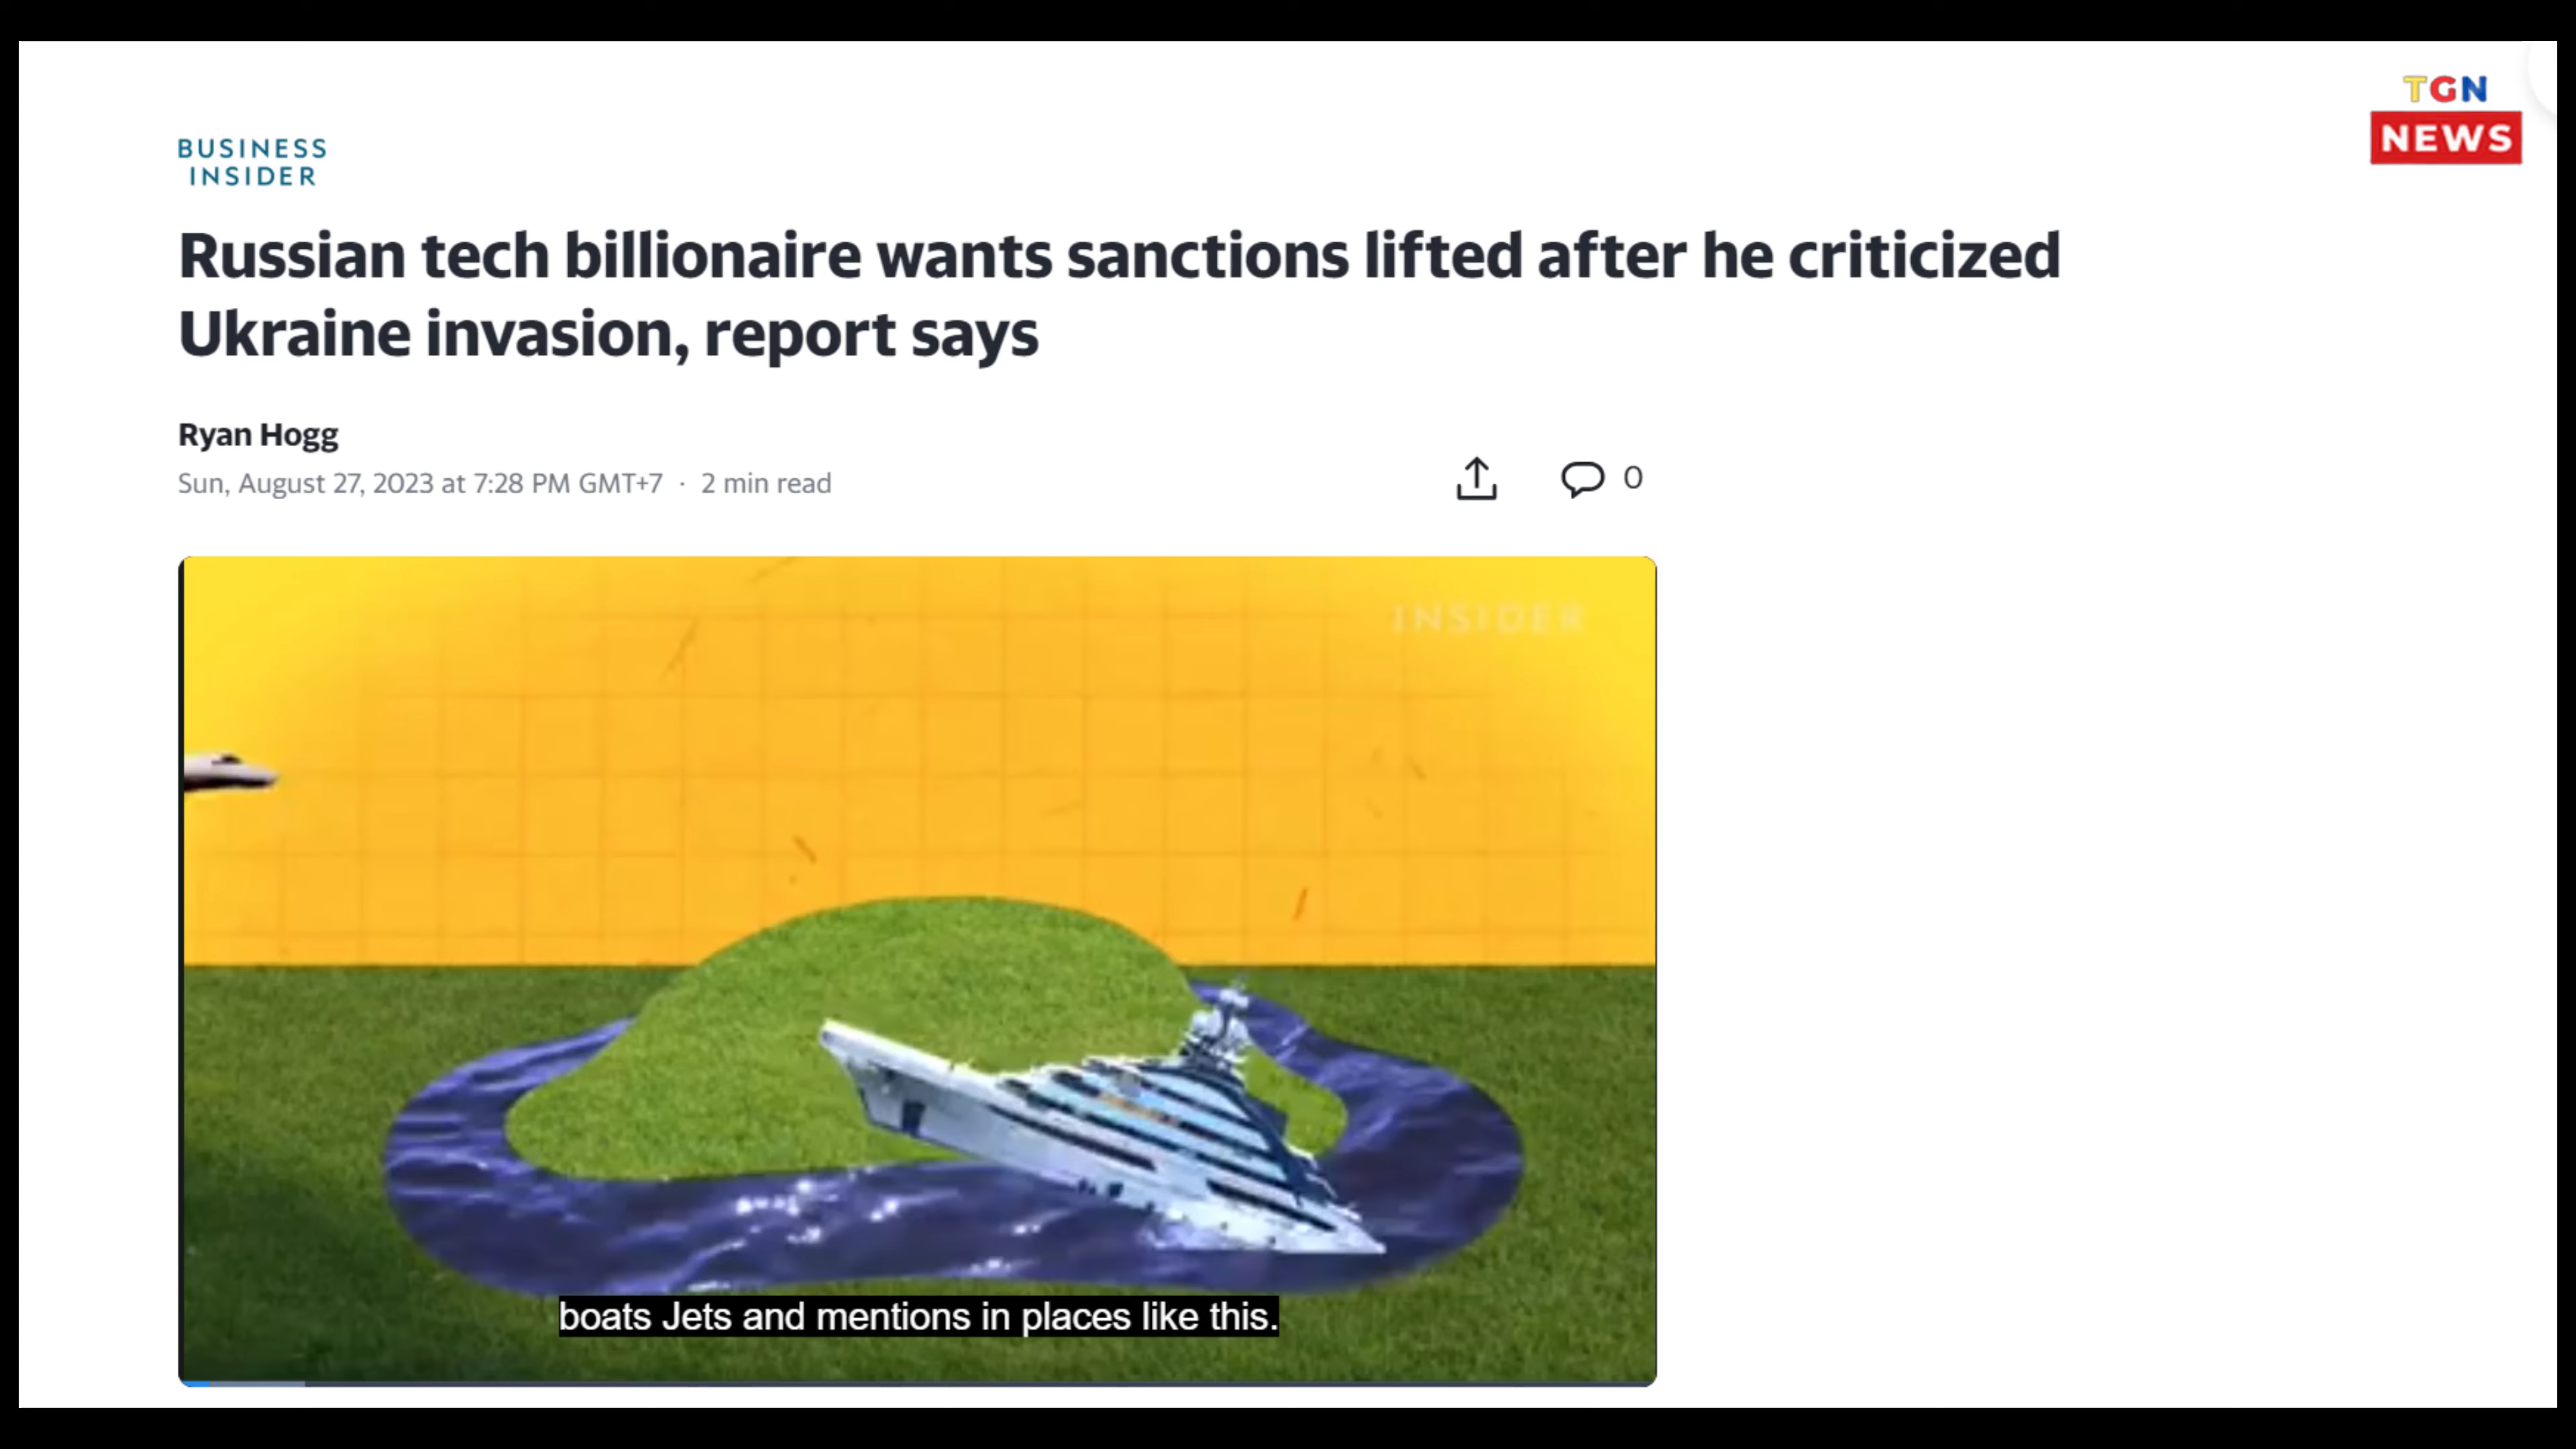 TGN
NEWS
BUSINESS
INSIDER
Russian tech billionaire wants sanctions lifted after he criticized
Ukraine invasion, report says
Ryan Hogg
Sun, August 27, 2023 at 7:28 PM GMT+7 · 2 min read
0
INSIDER
boats Jets and mentions in places like this.